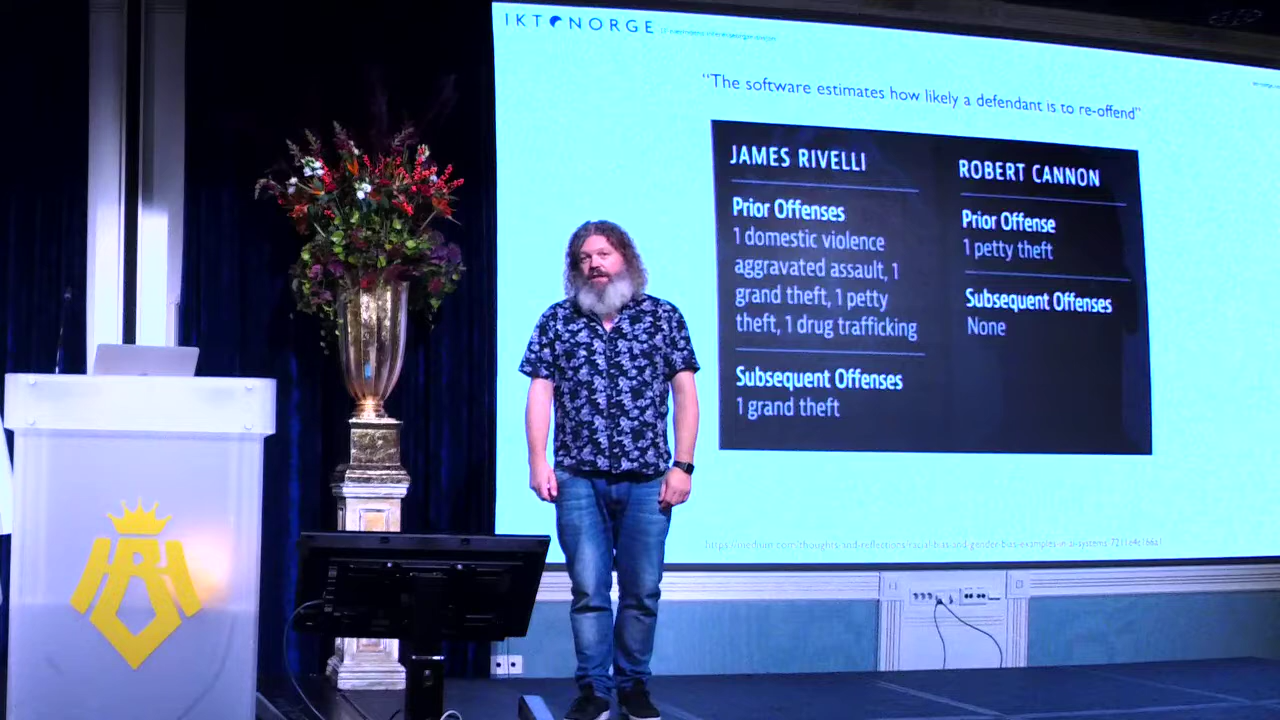 IKT NORGE
"The software estimates how likely a defendant is to re-offend"
JAMES RIVELLI
Prior Offenses
1 domestic violence
aggravated assault, 1
grand theft, 1 petty
theft, 1 drug trafficking
Subsequent Offenses
1 grand theft
ROBERT CANNON
Prior Offense
1 petty theft
Subsequent Offenses
None